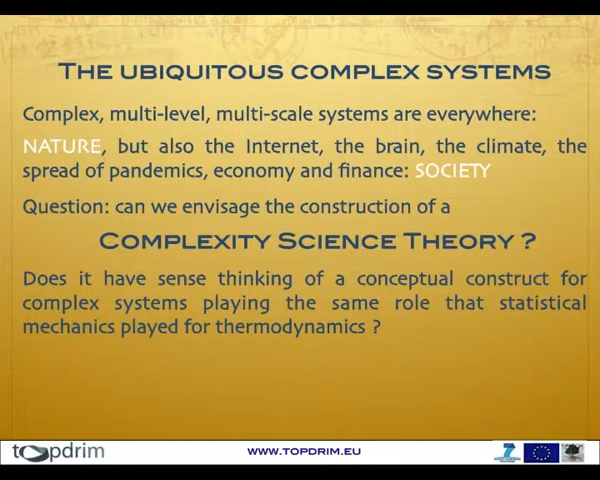 THE UBIQUITOUS COMPLEX SYSTEMS
Complex, multi-level, multi-scale systems are everywhere:
NATURE, but also the Internet, the brain, the climate, the
spread of pandemics, economy and finance: SOCIETY
Question: can we envisage the construction of a
COMPLEXITY SCIENCE THEORY ?
Does it have sense thinking of a conceptual construct for
complex systems playing the same role that statistical
mechanics played for thermodynamics ?
topdrim
WWW.TOPDRIM.EU